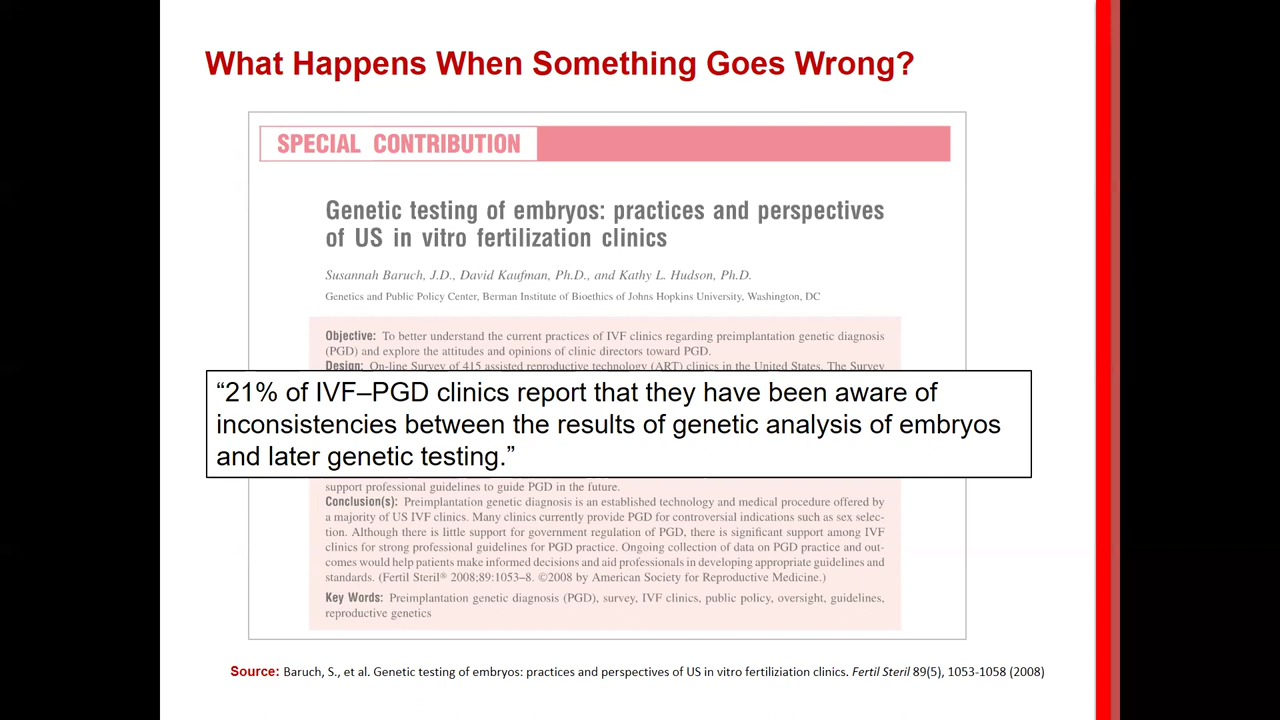 What Happens When Something Goes Wrong?
SPECIAL CONTRIBUTION
Genetic testing of embryos: practices and perspectives
of US in vitro fertilization clinics
Susannah Baruch, J.D., David Kaufman, Ph.D., and Kathy L. Hudson, Ph.D.
Genetics and Public Policy Center, Berman Institute of Bioethics of Johns Hopkins University, Washington, DC
Objective: To better understand the current practices of IVF clinics regarding preimplantation genetic diagnosis
(PGD) and explore the attitudes and opinions of clinic directors toward PGD.
Design: On-line Survey of 415 assisted reproductive technology (ART) clinics in the United States. The Survey
“21% of IVF–PGD clinics report that they have been aware of
inconsistencies between the results of genetic analysis of embryos
and later genetic testing.”
support professional guidelines to guide PGD in the future.
Conclusion(s): Preimplantation genetic diagnosis is an established technology and medical procedure offered by
a majority of US IVF clinics. Many clinics currently provide PGD for controversial indications such as sex selec-
tion. Although there is little support for government regulation of PGD, there is significant support among IVF
clinics for strong professional guidelines for PGD practice. Ongoing collection of data on PGD practice and out-
comes would help patients make informed decisions and aid professionals in developing appropriate guidelines and
standards. (Fertil Steril® 2008;89:1053–8. ©2008 by American Society for Reproductive Medicine.)
Key Words: Preimplantation genetic diagnosis (PGD), survey, IVF clinics, public policy, oversight, guidelines,
reproductive genetics
Source: Baruch, S., et al. Genetic testing of embryos: practices and perspectives of US in vitro fertiliziation clinics. Fertil Steril 89(5), 1053-1058 (2008)